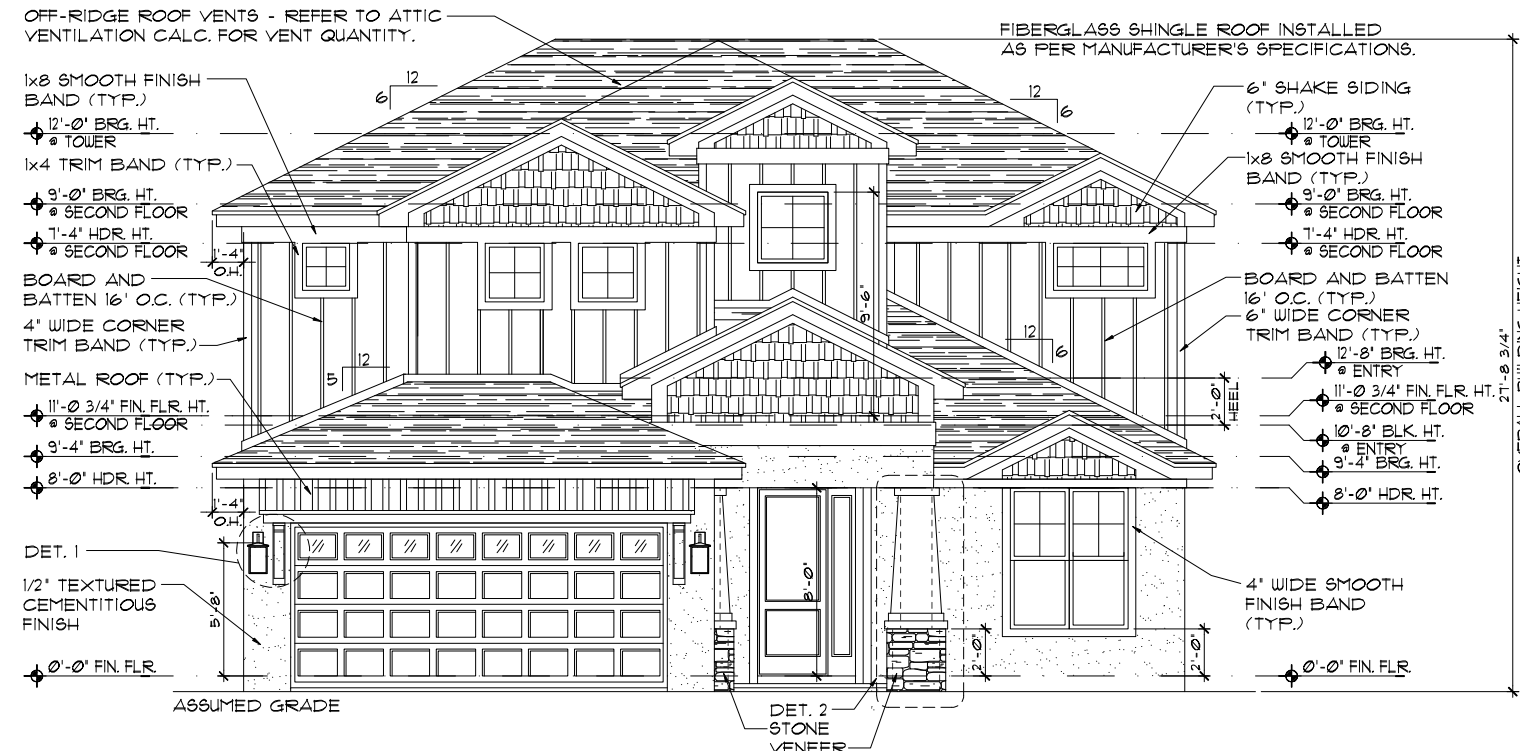 OFF-RIDGE ROOF VENTS - REFER TO ATTIC
VENTILATION CALC. FOR VENT QUANTITY.
FIBERGLASS SHINGLE ROOF INSTALLED
AS PER MANUFACTURER'S SPECIFICATIONS.
1x8 SMOOTH FINISH
BAND (TYP.)
12'-0" BRG. HT.
@ TOWER
1x4 TRIM BAND (TYP.)
9'-0" BRG. HT.
@ SECOND FLOOR
7'-4" HDR. HT.
@ SECOND FLOOR
BOARD AND
BATTEN 16' O.C. (TYP.)
4" WIDE CORNER
TRIM BAND (TYP.)
METAL ROOF (TYP.)
11'-0 3/4" FIN. FLR. HT.
@ SECOND FLOOR
9'-4" BRG. HT.
8'-0" HDR. HT.
DET. 1
1/2" TEXTURED
CEMENTITIOUS
FINISH
0'-0" FIN. FLR.
ASSUMED GRADE
12
6
1'-4"
O.H.
12
5
1'-4"
O.H.
5'-8"
9'-6"
8'-0"
2'-0"
DET. 2
STONE
VENEER
12
6
12
6
2'-0"
HEEL
2'-0"
6" SHAKE SIDING
(TYP.)
12'-0" BRG. HT.
@ TOWER
1x8 SMOOTH FINISH
BAND (TYP.)
9'-0" BRG. HT.
@ SECOND FLOOR
7'-4" HDR. HT.
@ SECOND FLOOR
BOARD AND BATTEN
16' O.C. (TYP.)
6" WIDE CORNER
TRIM BAND (TYP.)
12'-8" BRG. HT.
@ ENTRY
11'-0 3/4" FIN. FLR. HT.
@ SECOND FLOOR
10'-8" BLK. HT.
@ ENTRY
9'-4" BRG. HT.
8'-0" HDR. HT.
4" WIDE SMOOTH
FINISH BAND
(TYP.)
0'-0" FIN. FLR.
27'-8 3/4"